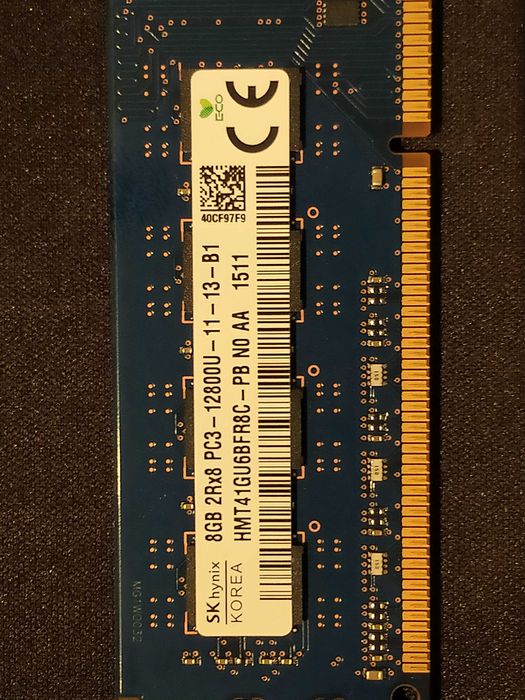 SK hynix
KOREA
8GB 2Rx8 PC3-12800U-11-13-B1
HMT41GU6BFR8C-PB N0 AA 1511
40CF97F9
ECO
CE